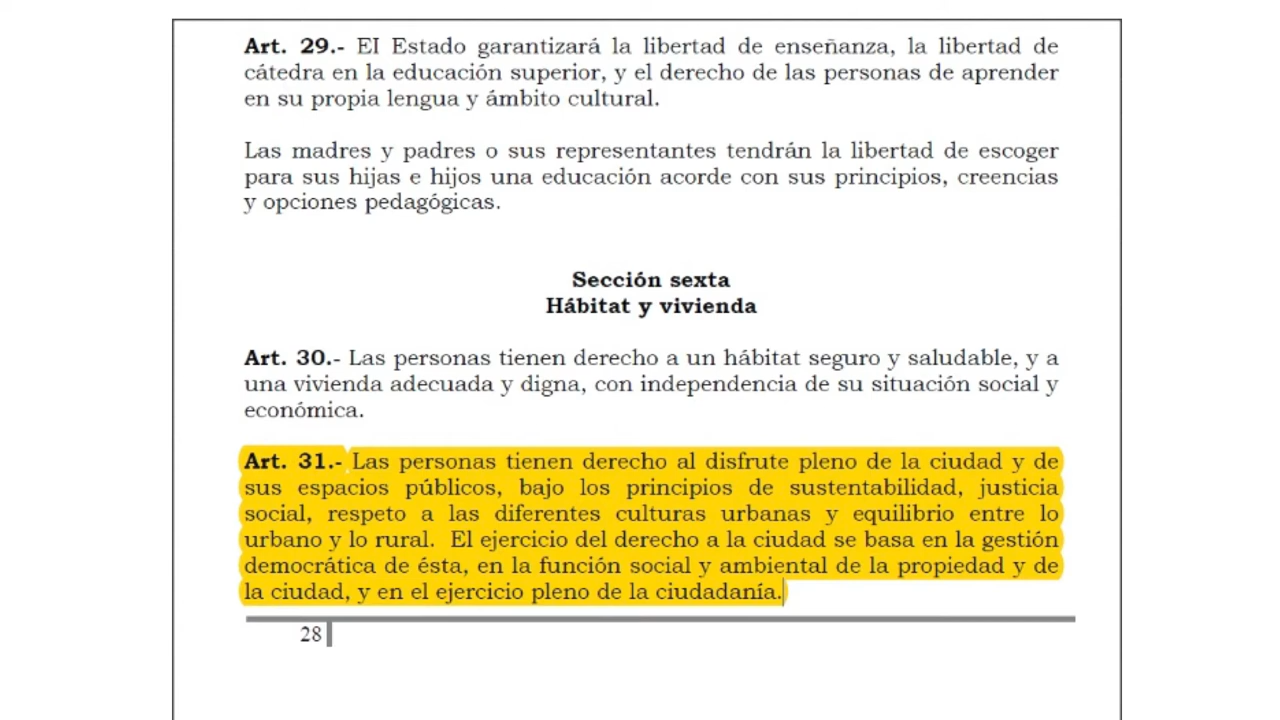 Art. 29.- EI Estado garantizará la libertad de enseñanza, la libertad de
cátedra en la educación superior, y el derecho de las personas de aprender
en su propia lengua y ámbito cultural.
Las madres y padres o sus representantes tendrán la libertad de escoger
para sus hijas e hijos una educación acorde con sus principios, creencias
y opciones pedagógicas.
Sección sexta
Hábitat y vivienda
Art. 30.- Las personas tienen derecho a un hábitat seguro y saludable, y a
una vivienda adecuada y digna, con independencia de su situación social y
económica.
Art. 31.- Las personas tienen derecho al disfrute pleno de la ciudad y de
sus espacios públicos, bajo los principios de sustentabilidad, justicia
social, respeto a las diferentes culturas urbanas y equilibrio entre lo
urbano y lo rural. El ejercicio del derecho a la ciudad se basa en la gestión
democrática de ésta, en la función social y ambiental de la propiedad y de
la ciudad, y en el ejercicio pleno de la ciudadanía.
28